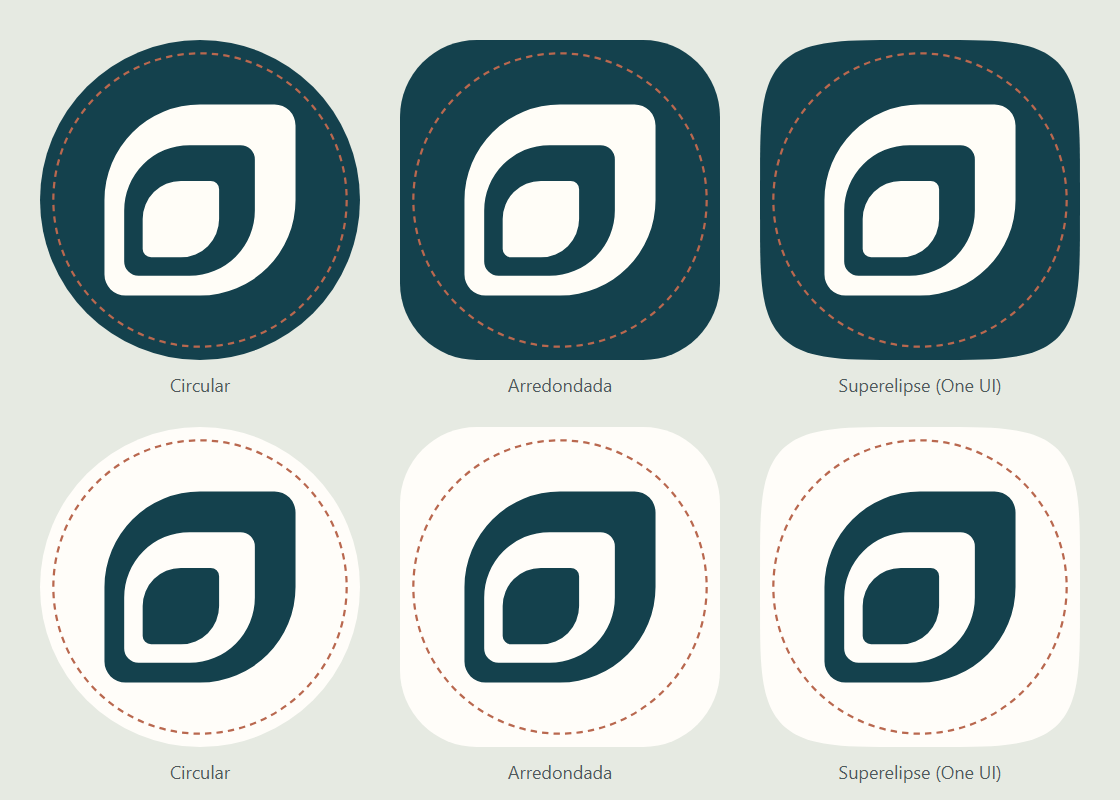 Circular
Arredondada
Superelipse (One UI)
Circular
Arredondada
Superelipse (One UI)